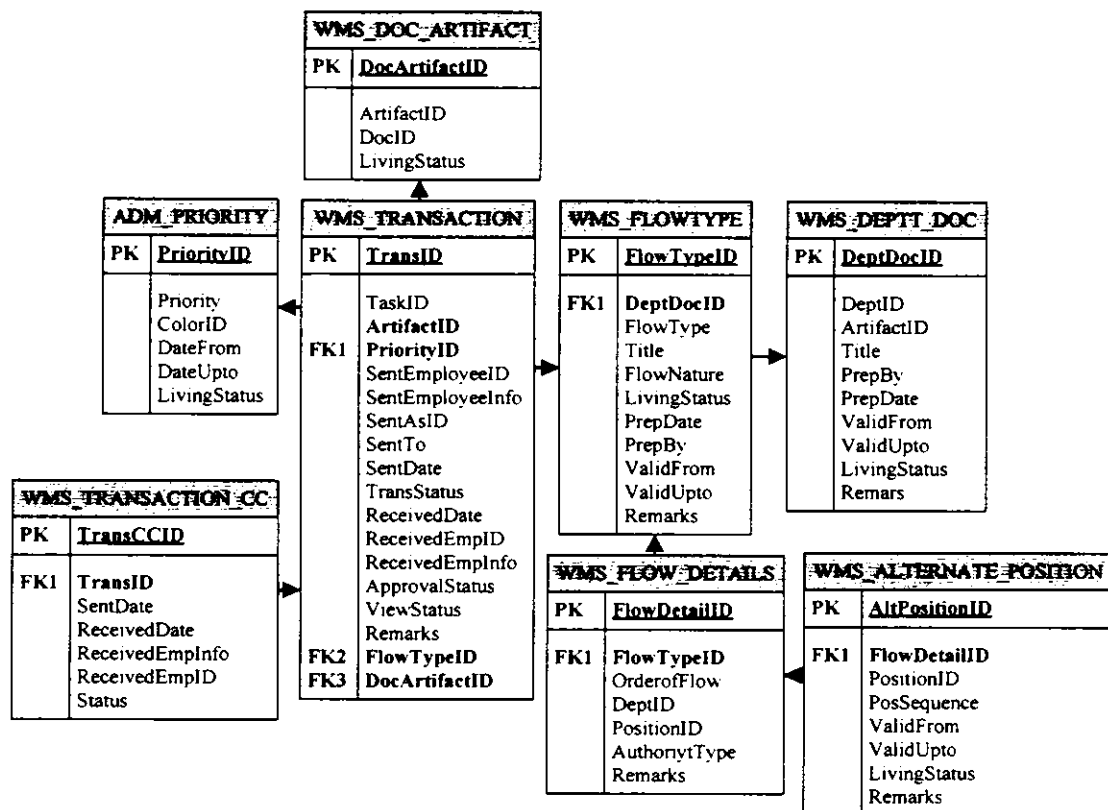 WMS_DOC_ARTIFACT
PK DocArtifactID
ArtifactID
DocID
LivingStatus
ADM_PRIORITY
PK PriorityID
Priority
ColorID
DateFrom
DateUpto
LivingStatus
WMS_TRANSACTION
PK TransID
TaskID
ArtifactID
FK1 PriorityID
SentEmployeeID
SentEmployeeInfo
SentAsID
SentTo
SentDate
TransStatus
ReceivedDate
ReceivedEmpID
ReceivedEmpInfo
ApprovalStatus
ViewStatus
Remarks
FK2 FlowTypeID
FK3 DocArtifactID
WMS_FLOWTYPE
PK FlowTypeID
FK1 DeptDocID
FlowType
Title
FlowNature
LivingStatus
PrepDate
PrepBy
ValidFrom
ValidUpto
Remarks
WMS_DEPTT_DOC
PK DeptDocID
DeptID
ArtifactID
Title
PrepBy
PrepDate
ValidFrom
ValidUpto
LivingStatus
Remars
WMS_TRANSACTION_CC
PK TransCCID
FK1 TransID
SentDate
ReceivedDate
ReceivedEmpInfo
ReceivedEmpID
Status
WMS_FLOW_DETAILS
PK FlowDetailID
FK1 FlowTypeID
OrderofFlow
DeptID
PositionID
AuthorıytType
Remarks
WMS_ALTERNATE_POSITION
PK AltPositionID
FK1 FlowDetailID
PositionID
PosSequence
ValidFrom
ValidUpto
LivingStatus
Remarks